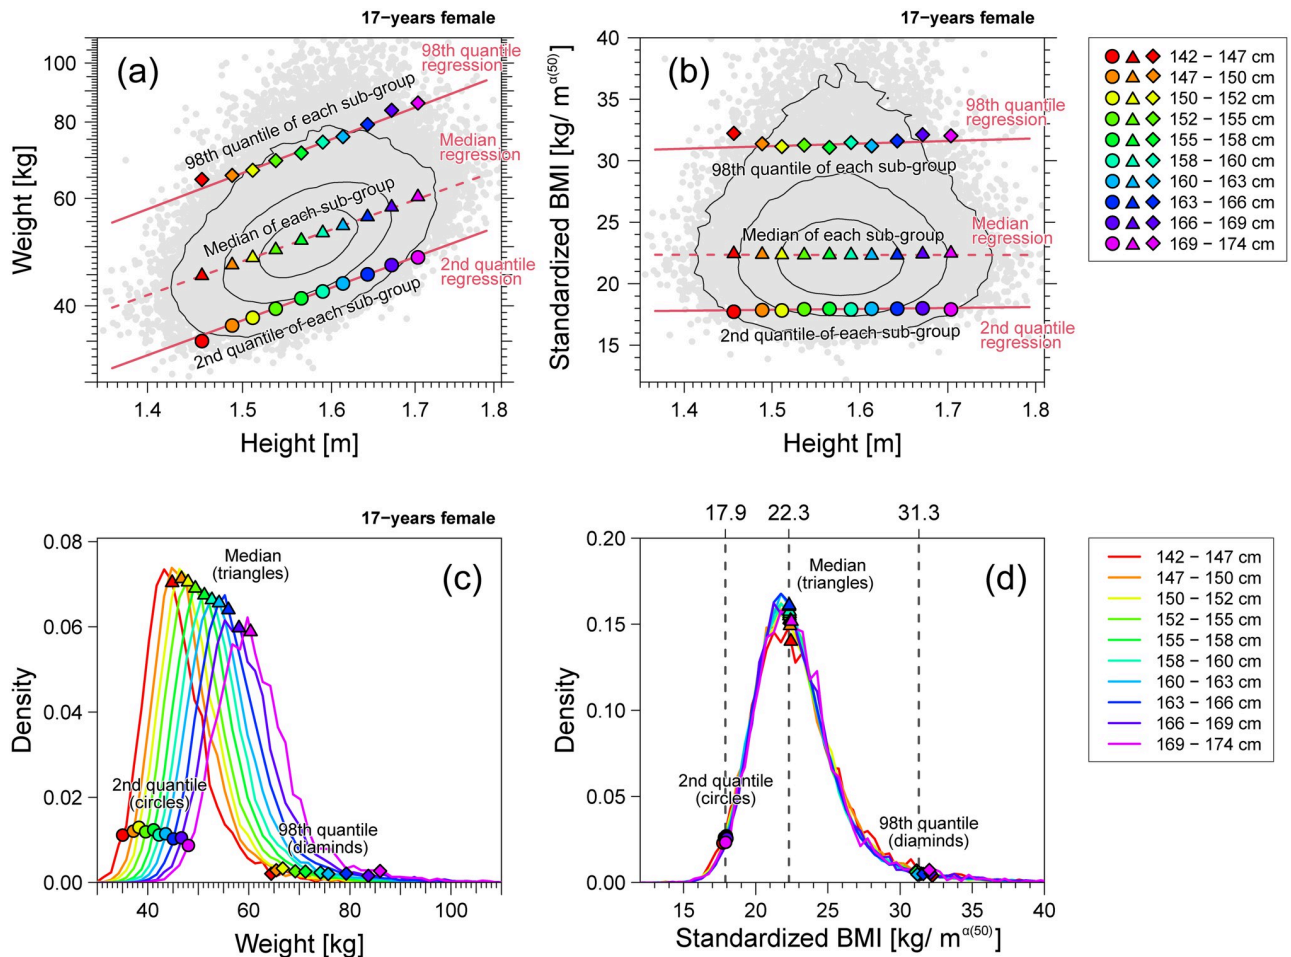 17−years female
(a)
98th quantile
regression
98th quantile of each sub-group
Median
regression
Median of each sub-group
2nd quantile
regression
2nd quantile of each sub-group
Weight [kg]
100
80
60
40
1.4
1.5
1.6
1.7
1.8
Height [m]
17−years female
(b)
98th quantile
regression
98th quantile of each sub-group
Median
regression
Median of each sub-group
2nd quantile
regression
2nd quantile of each sub-group
Standardized BMI [kg/ m^α(50)]
40
35
30
25
20
15
1.4
1.5
1.6
1.7
1.8
Height [m]
142 − 147 cm
147 − 150 cm
150 − 152 cm
152 − 155 cm
155 − 158 cm
158 − 160 cm
160 − 163 cm
163 − 166 cm
166 − 169 cm
169 − 174 cm
17−years female
(c)
Median
(triangles)
2nd quantile
(circles)
98th quantile
(diaminds)
Density
0.08
0.06
0.04
0.02
0.00
40
60
80
100
Weight [kg]
17.9
22.3
31.3
(d)
Median
(triangles)
2nd quantile
(circles)
98th quantile
(diaminds)
Density
0.20
0.15
0.10
0.05
0.00
15
20
25
30
35
40
Standardized BMI [kg/ m^α(50)]
142 − 147 cm
147 − 150 cm
150 − 152 cm
152 − 155 cm
155 − 158 cm
158 − 160 cm
160 − 163 cm
163 − 166 cm
166 − 169 cm
169 − 174 cm